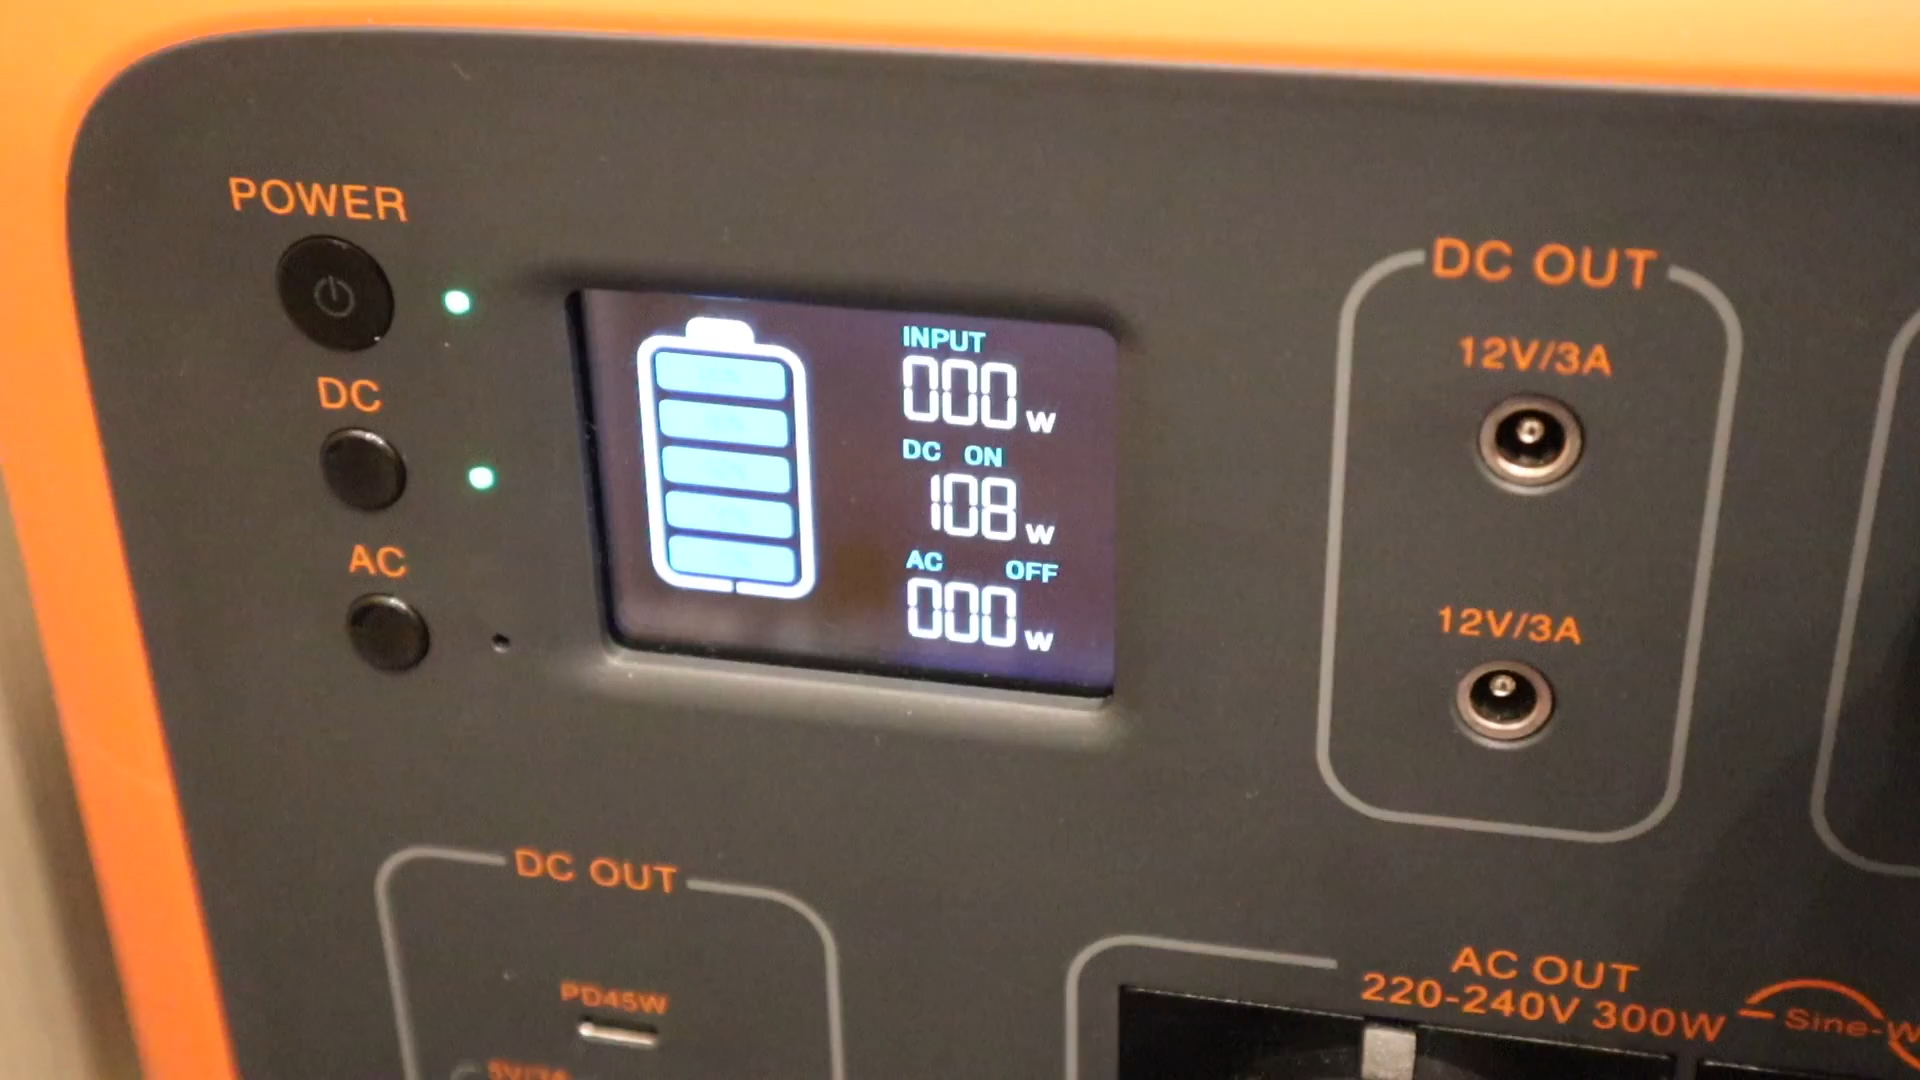 POWER
DC
AC
INPUT
000 W
DC ON
108 W
AC OFF
000 W
DC OUT
12V/3A
12V/3A
DC OUT
PD45W
AC OUT
220-240V 300W